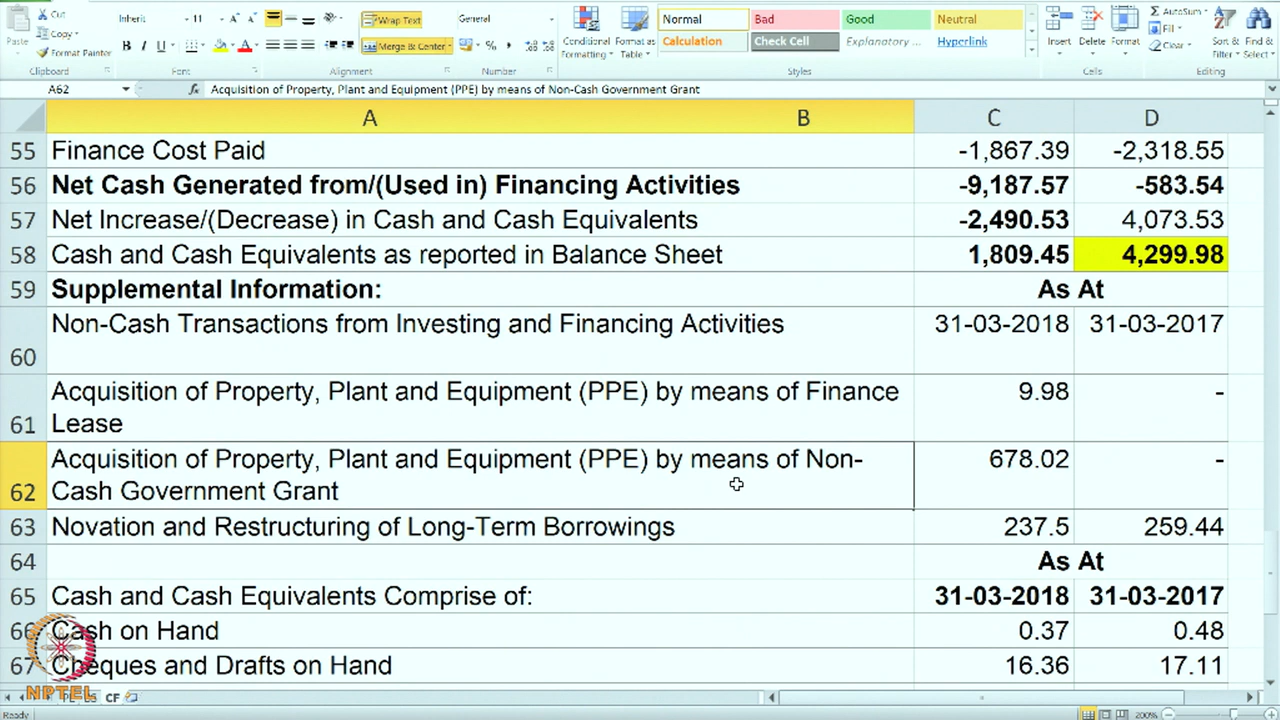 Cut
Copy
Format Painter
Paste
Clipboard
Inherit 11 A A
B I U A
Font
Wrap Text
Merge & Center
Alignment
General
% ,
Number
Conditional Formatting
Format as Table
Normal Bad Good Neutral
Calculation Check Cell Explanatory ... Hyperlink
Styles
Insert Delete Format
Cells
Σ AutoSum
Fill
Clear
Sort & Filter
Find & Select
Editing
A62 fx Acquisition of Property, Plant and Equipment (PPE) by means of Non-Cash Government Grant
A B C D
55 Finance Cost Paid -1,867.39 -2,318.55
56 Net Cash Generated from/(Used in) Financing Activities -9,187.57 -583.54
57 Net Increase/(Decrease) in Cash and Cash Equivalents -2,490.53 4,073.53
58 Cash and Cash Equivalents as reported in Balance Sheet 1,809.45 4,299.98
59 Supplemental Information: As At
60 Non-Cash Transactions from Investing and Financing Activities 31-03-2018 31-03-2017
61 Acquisition of Property, Plant and Equipment (PPE) by means of Finance 9.98 -
Lease
62 Acquisition of Property, Plant and Equipment (PPE) by means of Non- 678.02 -
Cash Government Grant
63 Novation and Restructuring of Long-Term Borrowings 237.5 259.44
64 As At
65 Cash and Cash Equivalents Comprise of: 31-03-2018 31-03-2017
66 Cash on Hand 0.37 0.48
67 Cheques and Drafts on Hand 16.36 17.11
NPTEL
CF
Ready 200%